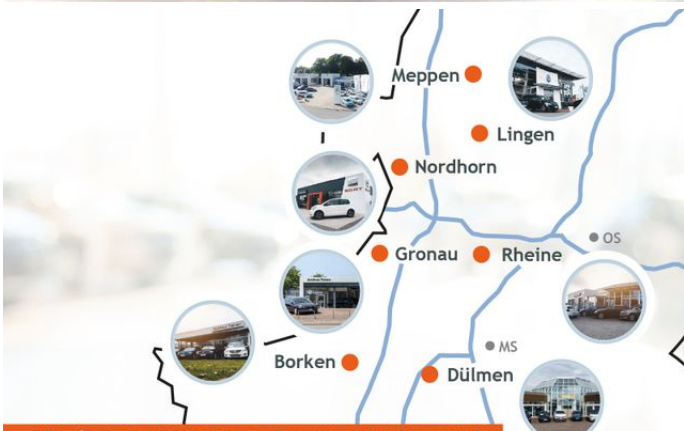 Meppen
Lingen
Nordhorn
OS
Gronau
Rheine
MS
Borken
Dülmen